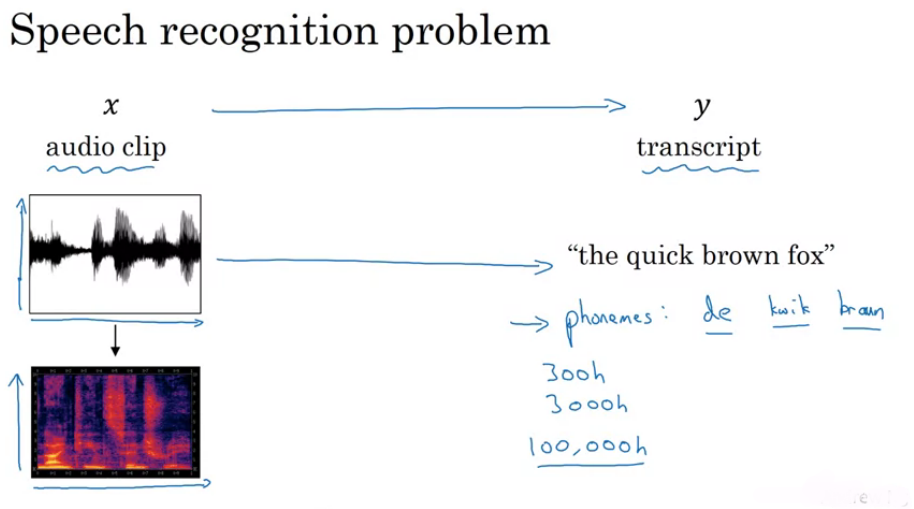 Speech recognition problem
x
y
audio clip
transcript
"the quick brown fox"
phonemes: de kwik braun
300h
3000h
100,000h